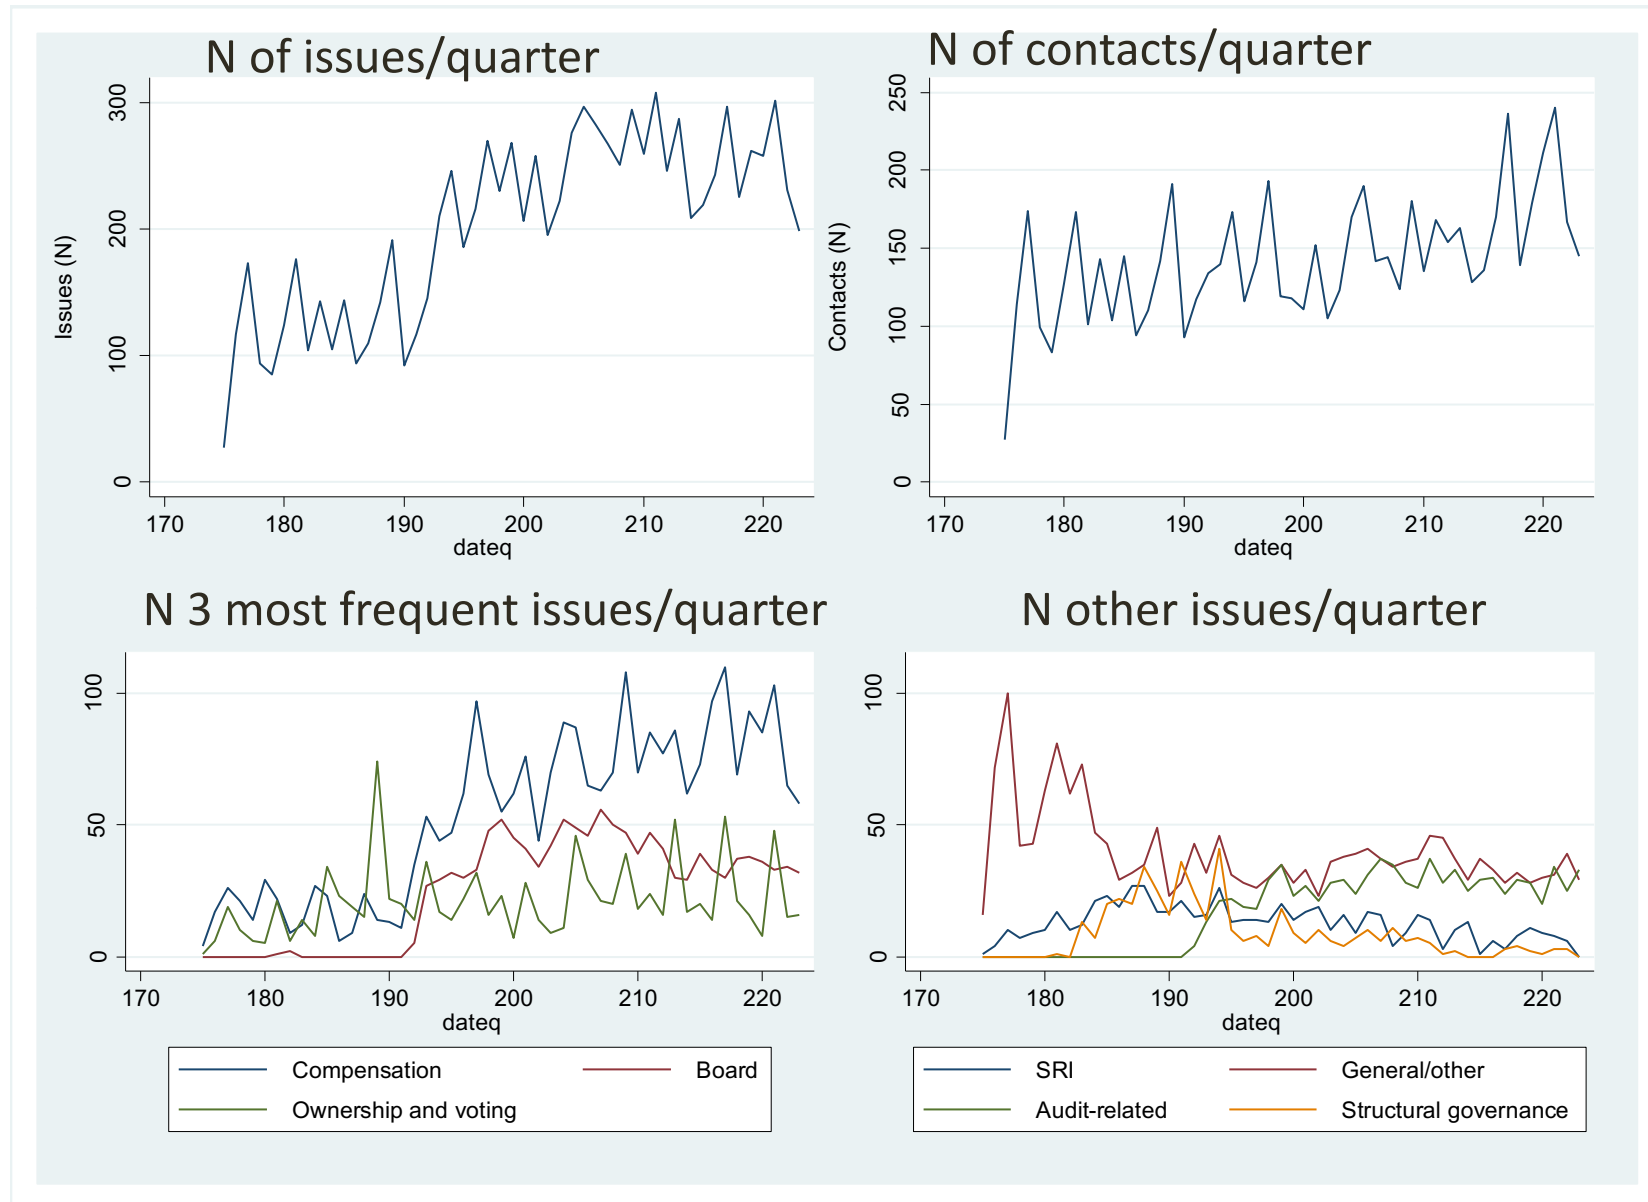 N of issues/quarter
N of contacts/quarter
Issues (N)
300
200
100
0
170 180 190 200 210 220
dateq
Contacts (N)
250
200
150
100
50
0
170 180 190 200 210 220
dateq
N 3 most frequent issues/quarter
N other issues/quarter
100
50
0
170 180 190 200 210 220
dateq
Compensation Board
Ownership and voting
100
50
0
170 180 190 200 210 220
dateq
SRI General/other
Audit-related Structural governance